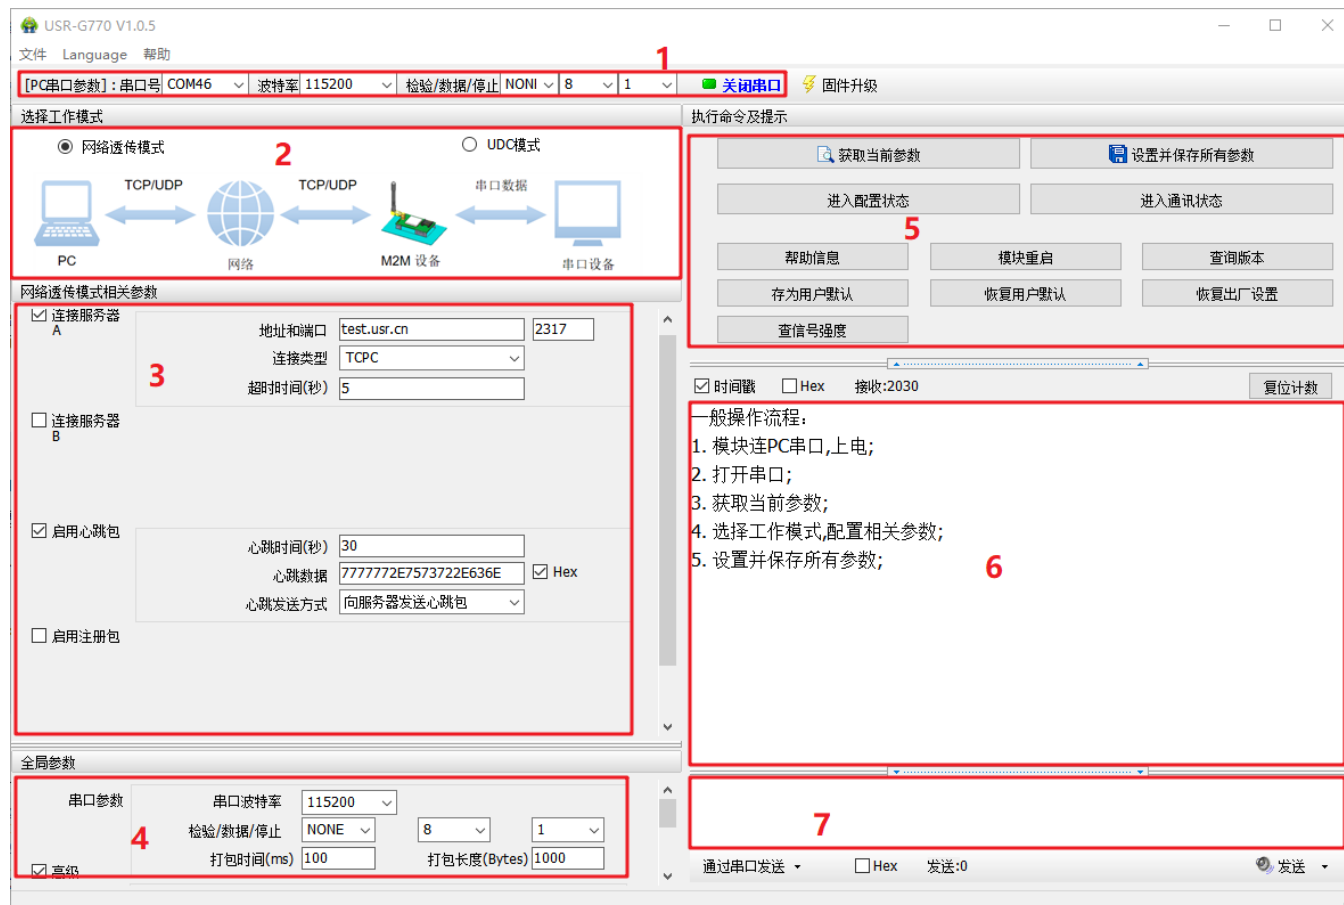 USR-G770 V1.0.5
文件 Language 帮助
1
[PC串口参数]:串口号 COM46 波特率 115200 检验/数据/停止 NONI 8 1 关闭串口 固件升级
选择工作模式
网络透传模式 2 UDC模式
TCP/UDP TCP/UDP 串口数据
PC 网络 M2M 设备 串口设备
网络透传模式相关参数
连接服务器
A
地址和端口 test.usr.cn 2317
连接类型 TCPC
3
超时时间(秒) 5
连接服务器
B
启用心跳包
心跳时间(秒) 30
心跳数据 7777772E7573722E636E Hex
心跳发送方式 向服务器发送心跳包
启用注册包
全局参数
串口参数 串口波特率 115200
4 检验/数据/停止 NONE 8 1
打包时间(ms) 100 打包长度(Bytes) 1000
高级
执行命令及提示
获取当前参数 设置并保存所有参数
进入配置状态 进入通讯状态
5
帮助信息 模块重启 查询版本
存为用户默认 恢复用户默认 恢复出厂设置
查信号强度
时间戳 Hex 接收:2030 复位计数
一般操作流程:
1. 模块连PC串口,上电;
2. 打开串口;
3. 获取当前参数;
4. 选择工作模式,配置相关参数;
5. 设置并保存所有参数;
6
7
通过串口发送 Hex 发送:0 发送